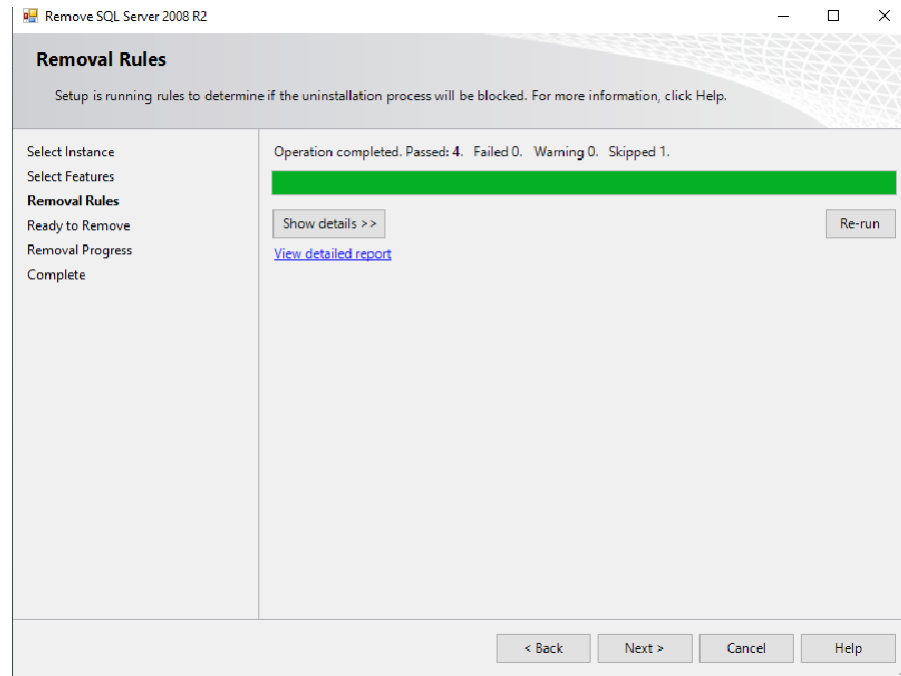 Remove SQL Server 2008 R2
Removal Rules
Setup is running rules to determine if the uninstallation process will be blocked. For more information, click Help.
Select Instance
Select Features
Removal Rules
Ready to Remove
Removal Progress
Complete
Operation completed. Passed: 4. Failed 0. Warning 0. Skipped 1.
Show details >>
Re-run
View detailed report
< Back
Next >
Cancel
Help